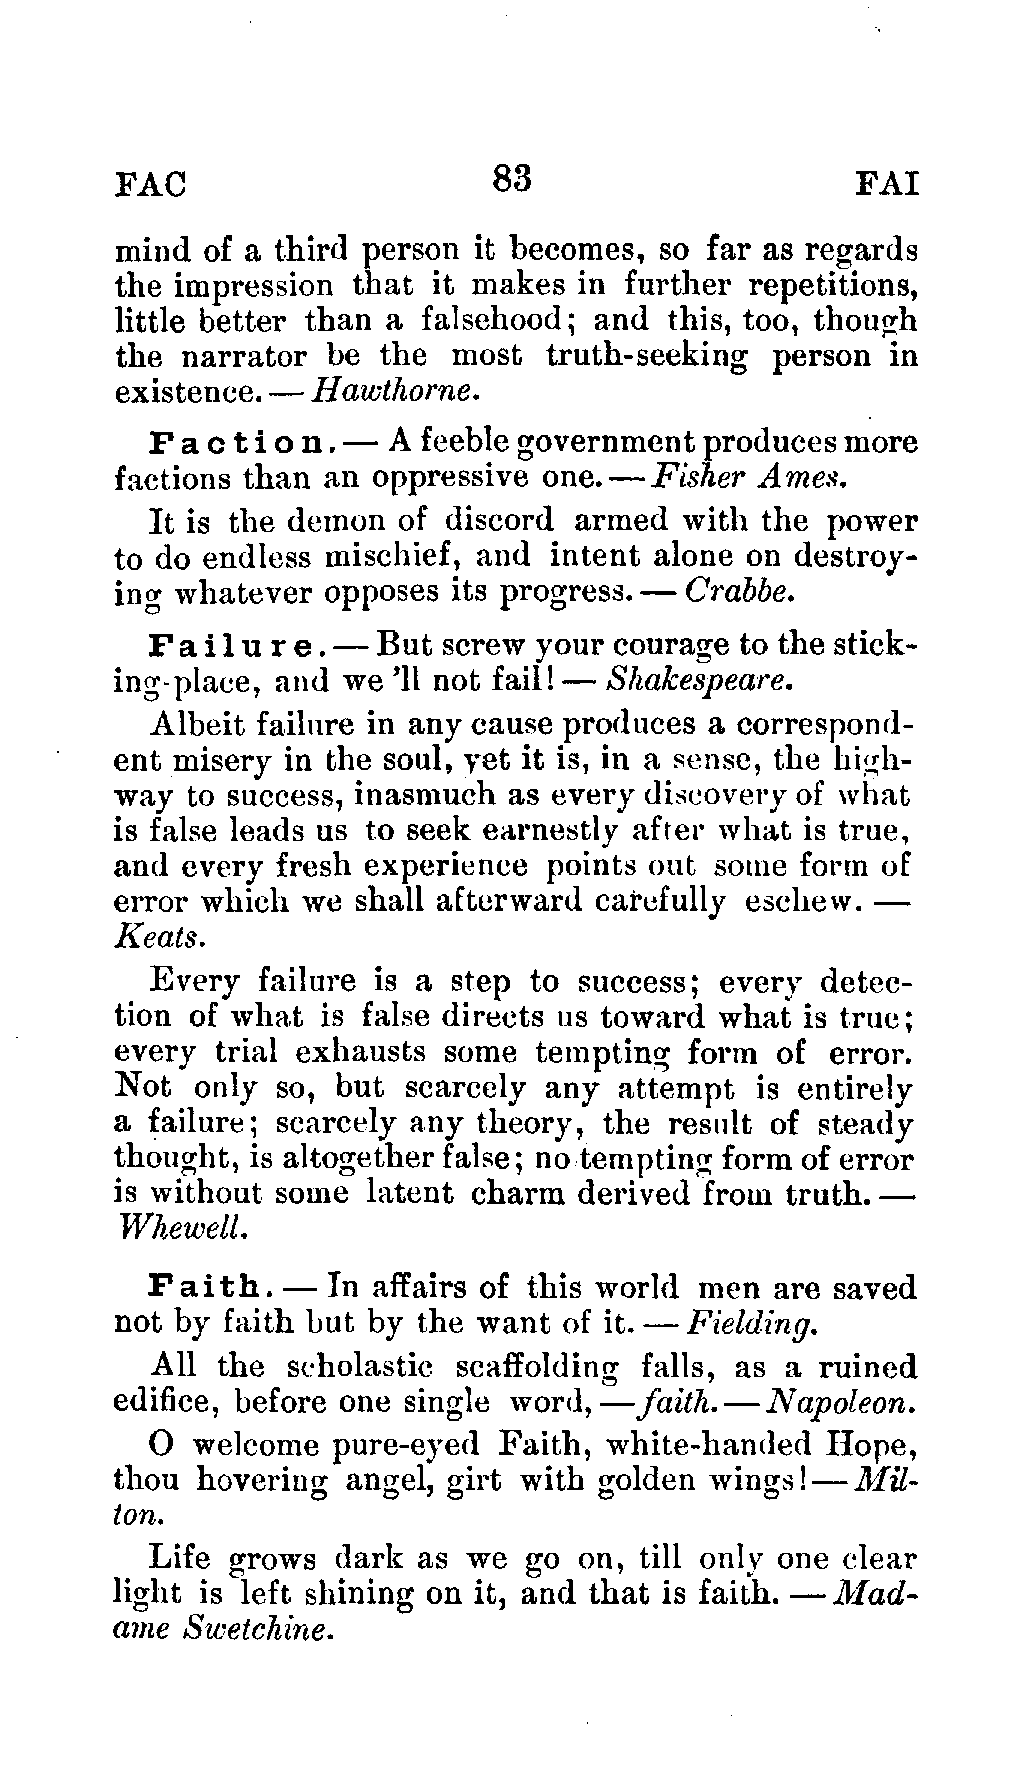 FAC 83 FAI
mind of a third person it becomes, so far as regards
the impression that it makes in further repetitions,
little better than a falsehood; and this, too, though
the narrator be the most truth-seeking person in
existence. — Hawthorne.
Faction. — A feeble government produces more
factions than an oppressive one. — Fisher Ames.
It is the demon of discord armed with the power
to do endless mischief, and intent alone on destroy-
ing whatever opposes its progress. — Crabbe.
Failure. — But screw your courage to the stick-
ing-place, and we 'll not fail! — Shakespeare.
Albeit failure in any cause produces a correspond-
ent misery in the soul, yet it is, in a sense, the high-
way to success, inasmuch as every discovery of what
is false leads us to seek earnestly after what is true,
and every fresh experience points out some form of
error which we shall afterward carefully eschew. —
Keats.
Every failure is a step to success; every detec-
tion of what is false directs us toward what is true;
every trial exhausts some tempting form of error.
Not only so, but scarcely any attempt is entirely
a failure; scarcely any theory, the result of steady
thought, is altogether false; no tempting form of error
is without some latent charm derived from truth. —
Whewell.
Faith. — In affairs of this world men are saved
not by faith but by the want of it. — Fielding.
All the scholastic scaffolding falls, as a ruined
edifice, before one single word, — faith. — Napoleon.
O welcome pure-eyed Faith, white-handed Hope,
thou hovering angel, girt with golden wings! — Mil-
ton.
Life grows dark as we go on, till only one clear
light is left shining on it, and that is faith. — Mad-
ame Swetchine.